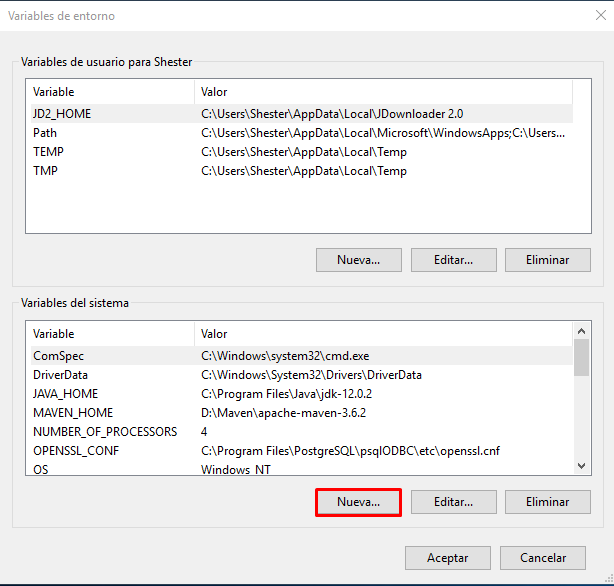 Variables de entorno
Variables de usuario para Shester
Variable Valor
JD2_HOME C:\Users\Shester\AppData\Local\JDownloader 2.0
Path C:\Users\Shester\AppData\Local\Microsoft\WindowsApps;C:\Users...
TEMP C:\Users\Shester\AppData\Local\Temp
TMP C:\Users\Shester\AppData\Local\Temp
Nueva... Editar... Eliminar
Variables del sistema
Variable Valor
ComSpec C:\Windows\system32\cmd.exe
DriverData C:\Windows\System32\Drivers\DriverData
JAVA_HOME C:\Program Files\Java\jdk-12.0.2
MAVEN_HOME D:\Maven\apache-maven-3.6.2
NUMBER_OF_PROCESSORS 4
OPENSSL_CONF C:\Program Files\PostgreSQL\psqlODBC\etc\openssl.cnf
OS Windows_NT
Nueva... Editar... Eliminar
Aceptar Cancelar